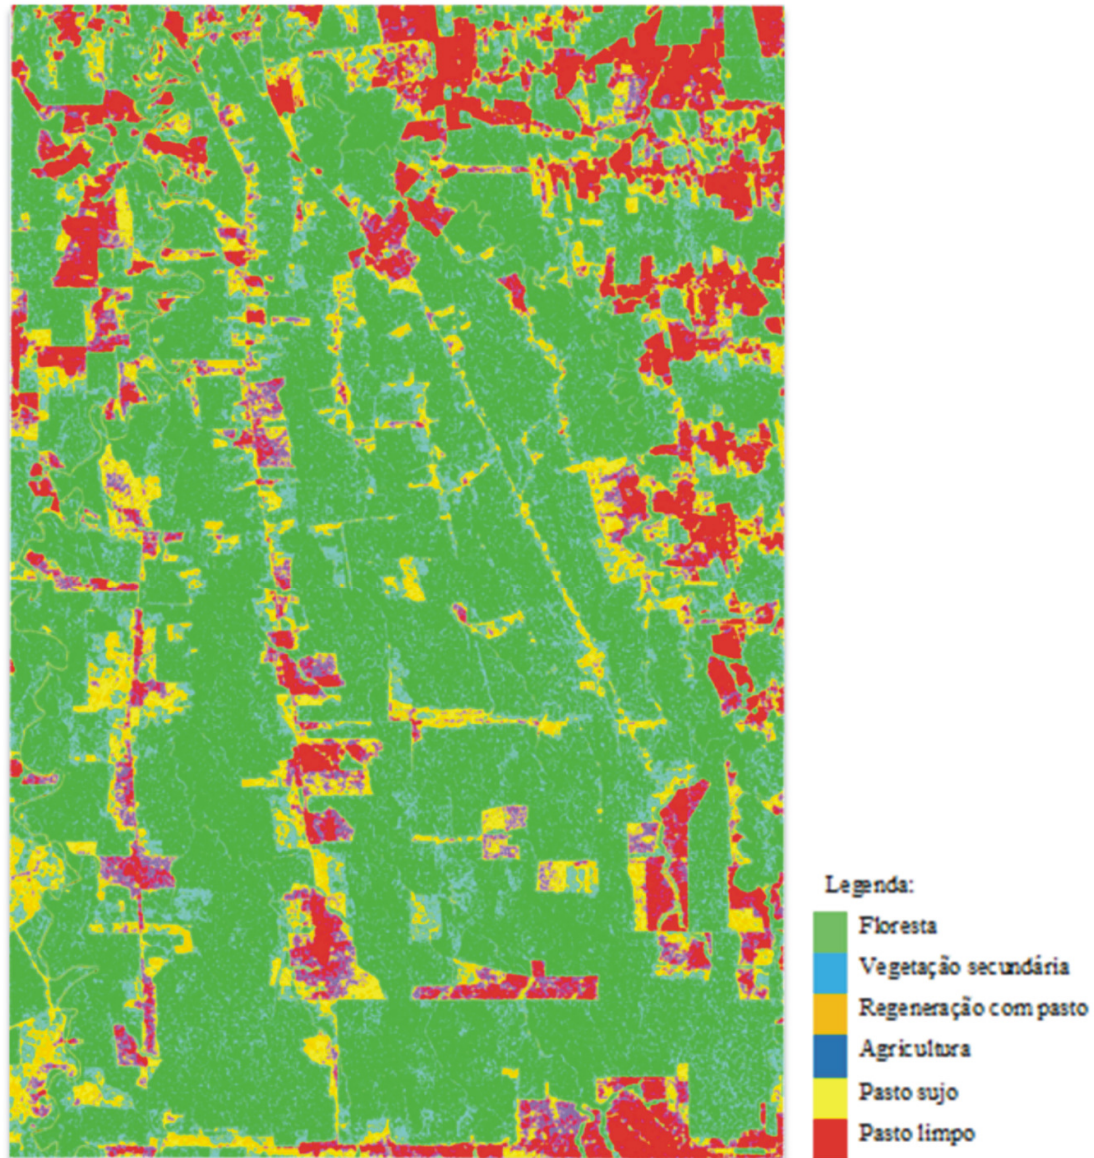 Legenda:
Floresta
Vegetação secundária
Regeneração com pasto
Agricultura
Pasto sujo
Pasto limpo